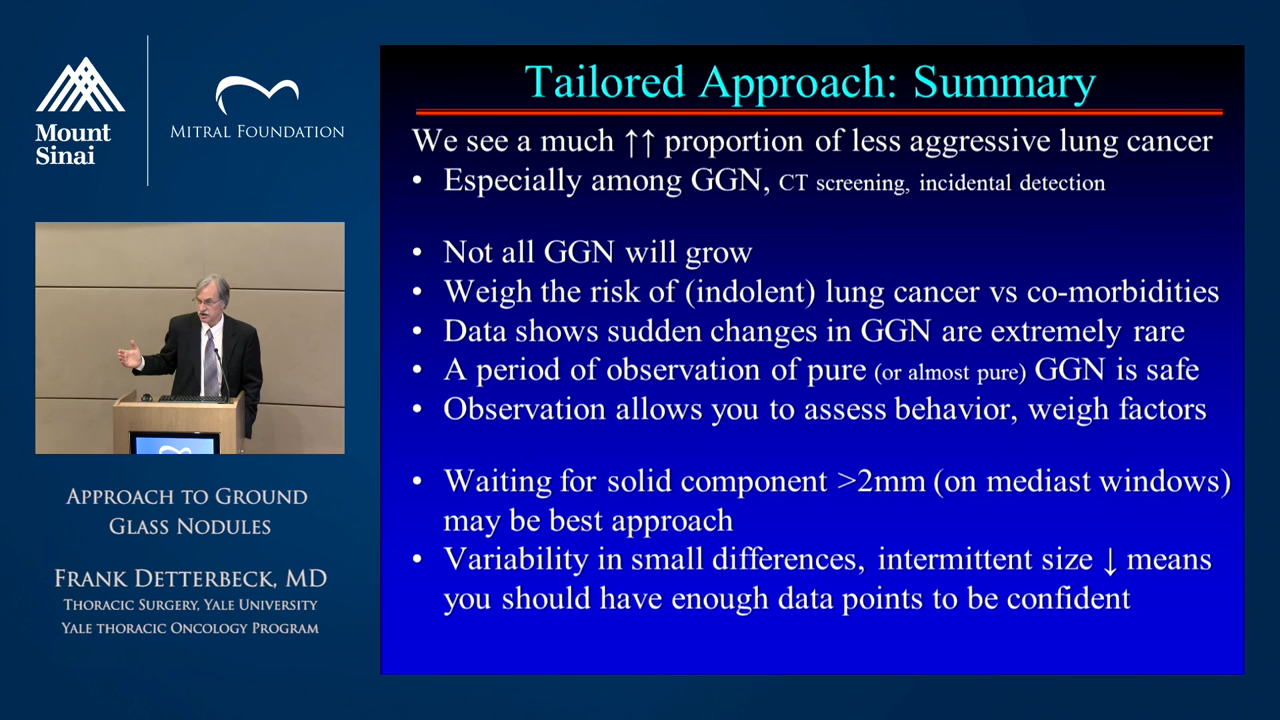 Mount
Sinai
MITRAL FOUNDATION
APPROACH TO GROUND
GLASS NODULES
FRANK DETTERBECK, MD
THORACIC SURGERY, YALE UNIVERSITY
YALE THORACIC ONCOLOGY PROGRAM
Tailored Approach: Summary
We see a much ↑↑ proportion of less aggressive lung cancer
• Especially among GGN, CT screening, incidental detection
• Not all GGN will grow
• Weigh the risk of (indolent) lung cancer vs co-morbidities
• Data shows sudden changes in GGN are extremely rare
• A period of observation of pure (or almost pure) GGN is safe
• Observation allows you to assess behavior, weigh factors
• Waiting for solid component >2mm (on mediast windows)
may be best approach
• Variability in small differences, intermittent size ↓ means
you should have enough data points to be confident